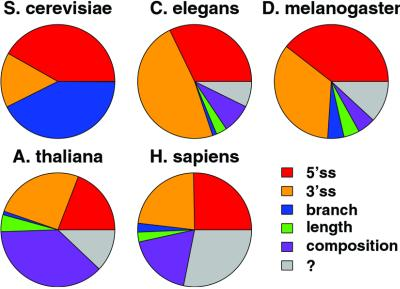 S. cerevisiae C. elegans D. melanogaster
A. thaliana H. sapiens
5'ss
3'ss
branch
length
composition
?